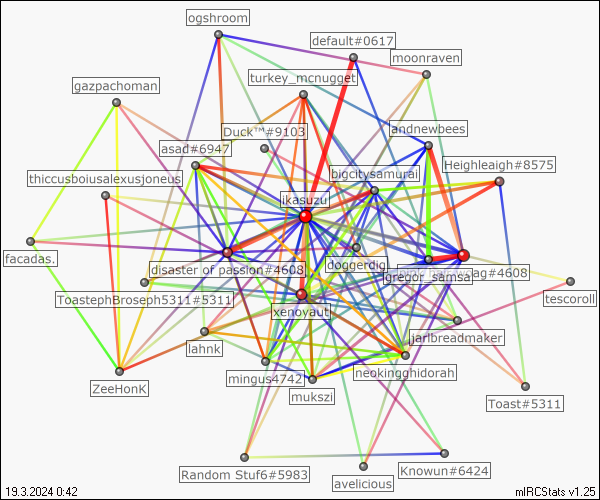 ogshroom
default#0617
moonraven
turkey_mcnugget
gazpachoman
Duck™#9103
andnewbees
asad#6947
Heighleaigh#8575
thiccusboiusalexusjoneus
bigcitysamurai
ikasuzu
facadas.
doggerdig
disaster of passion#4608
gregor_samsa
ag#4608
tescoroll
ToastephBroseph5311#5311
xenoyaut
jarlbreadmaker
lahnk
neokingghidorah
ZeeHonK
mingus4742
mukszi
Toast#5311
Random Stuf6#5983
Knowun#6424
avelicious
19.3.2024 0:42
mIRCStats v1.25